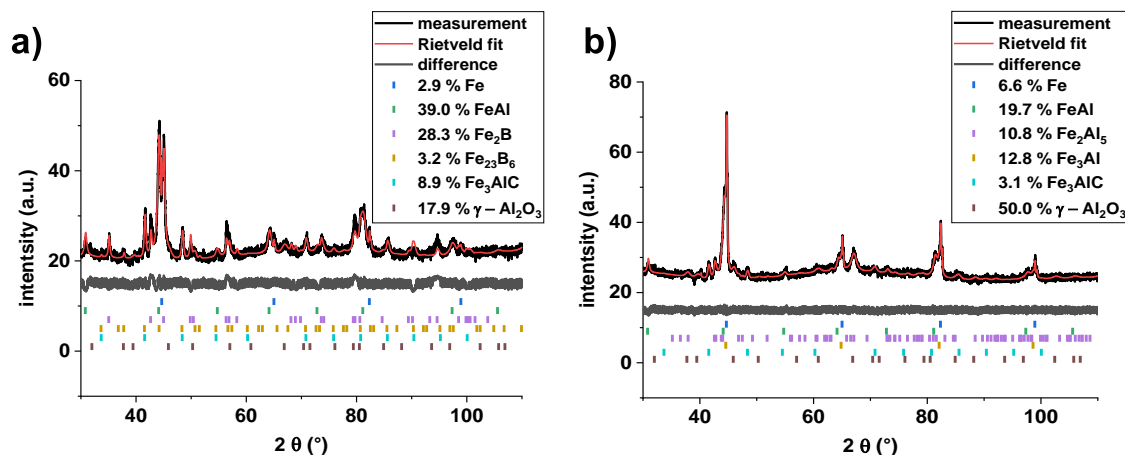 a)
measurement
Rietveld fit
difference
2.9 % Fe
39.0 % FeAl
28.3 % Fe₂B
3.2 % Fe₂₃B₆
8.9 % Fe₃AlC
17.9 % γ – Al₂O₃
60
40
20
0
intentsity (a.u.)
40
60
80
100
2 θ (°)
b)
measurement
Rietveld fit
difference
6.6 % Fe
19.7 % FeAl
10.8 % Fe₂Al₅
12.8 % Fe₃Al
3.1 % Fe₃AlC
50.0 % γ – Al₂O₃
80
60
40
20
0
intentsity (a.u.)
40
60
80
100
2 θ (°)